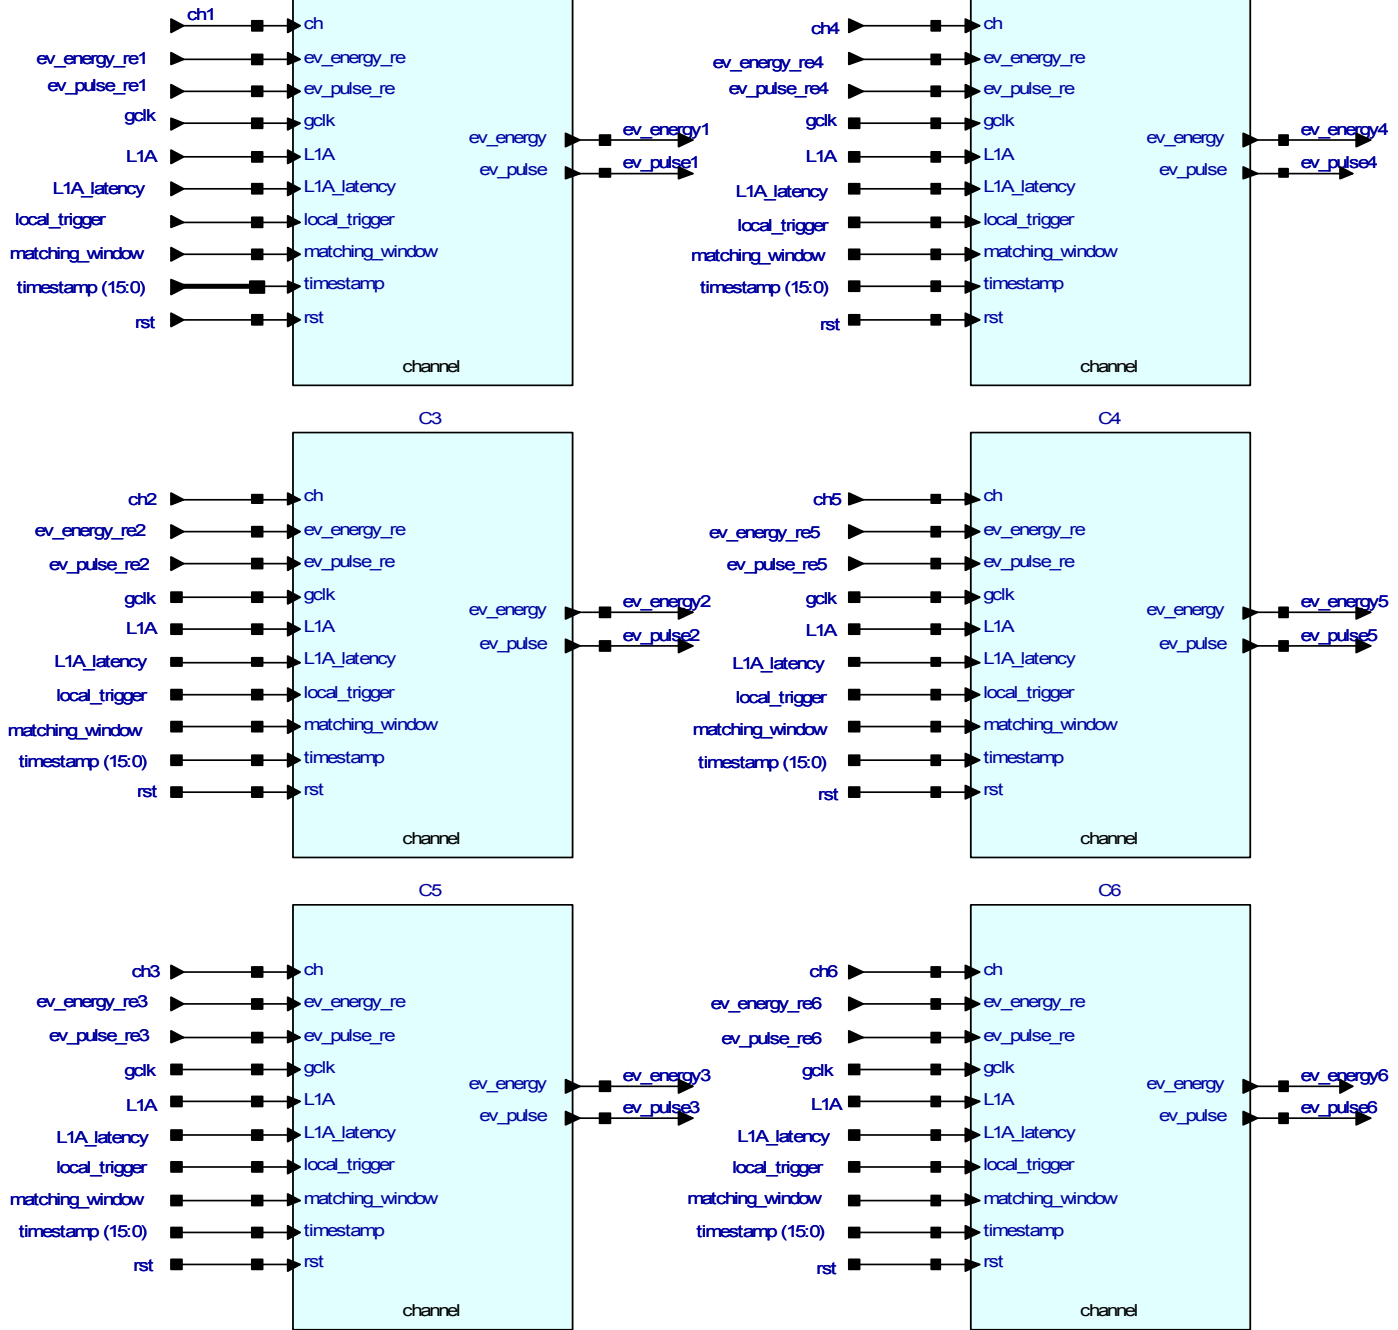 ch1
ch
ev_energy_re1
ev_energy_re
ev_pulse_re1
ev_pulse_re
gclk
gclk
ev_energy
ev_energy1
L1A
L1A
ev_pulse
ev_pulse1
L1A_latency
L1A_latency
local_trigger
local_trigger
matching_window
matching_window
timestamp (15:0)
timestamp
rst
rst
channel
ch4
ch
ev_energy_re4
ev_energy_re
ev_pulse_re4
ev_pulse_re
gclk
gclk
ev_energy
ev_energy4
L1A
L1A
ev_pulse
ev_pulse4
L1A_latency
L1A_latency
local_trigger
local_trigger
matching_window
matching_window
timestamp (15:0)
timestamp
rst
rst
channel
C3
ch2
ch
ev_energy_re2
ev_energy_re
ev_pulse_re2
ev_pulse_re
gclk
gclk
ev_energy
ev_energy2
L1A
L1A
ev_pulse
ev_pulse2
L1A_latency
L1A_latency
local_trigger
local_trigger
matching_window
matching_window
timestamp (15:0)
timestamp
rst
rst
channel
C4
ch5
ch
ev_energy_re5
ev_energy_re
ev_pulse_re5
ev_pulse_re
gclk
gclk
ev_energy
ev_energy5
L1A
L1A
ev_pulse
ev_pulse5
L1A_latency
L1A_latency
local_trigger
local_trigger
matching_window
matching_window
timestamp (15:0)
timestamp
rst
rst
channel
C5
ch3
ch
ev_energy_re3
ev_energy_re
ev_pulse_re3
ev_pulse_re
gclk
gclk
ev_energy
ev_energy3
L1A
L1A
ev_pulse
ev_pulse3
L1A_latency
L1A_latency
local_trigger
local_trigger
matching_window
matching_window
timestamp (15:0)
timestamp
rst
rst
channel
C6
ch6
ch
ev_energy_re6
ev_energy_re
ev_pulse_re6
ev_pulse_re
gclk
gclk
ev_energy
ev_energy6
L1A
L1A
ev_pulse
ev_pulse6
L1A_latency
L1A_latency
local_trigger
local_trigger
matching_window
matching_window
timestamp (15:0)
timestamp
rst
rst
channel